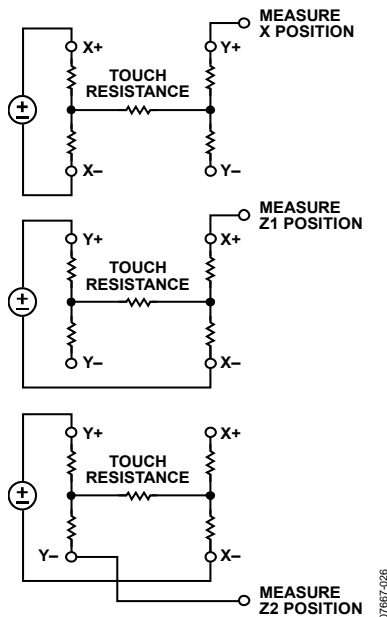 MEASURE
X POSITION
X+
Y+
TOUCH
RESISTANCE
X–
Y–
MEASURE
Z1 POSITION
Y+
X+
TOUCH
RESISTANCE
Y–
X–
Y+
X+
TOUCH
RESISTANCE
Y–
X–
MEASURE
Z2 POSITION
07667-026